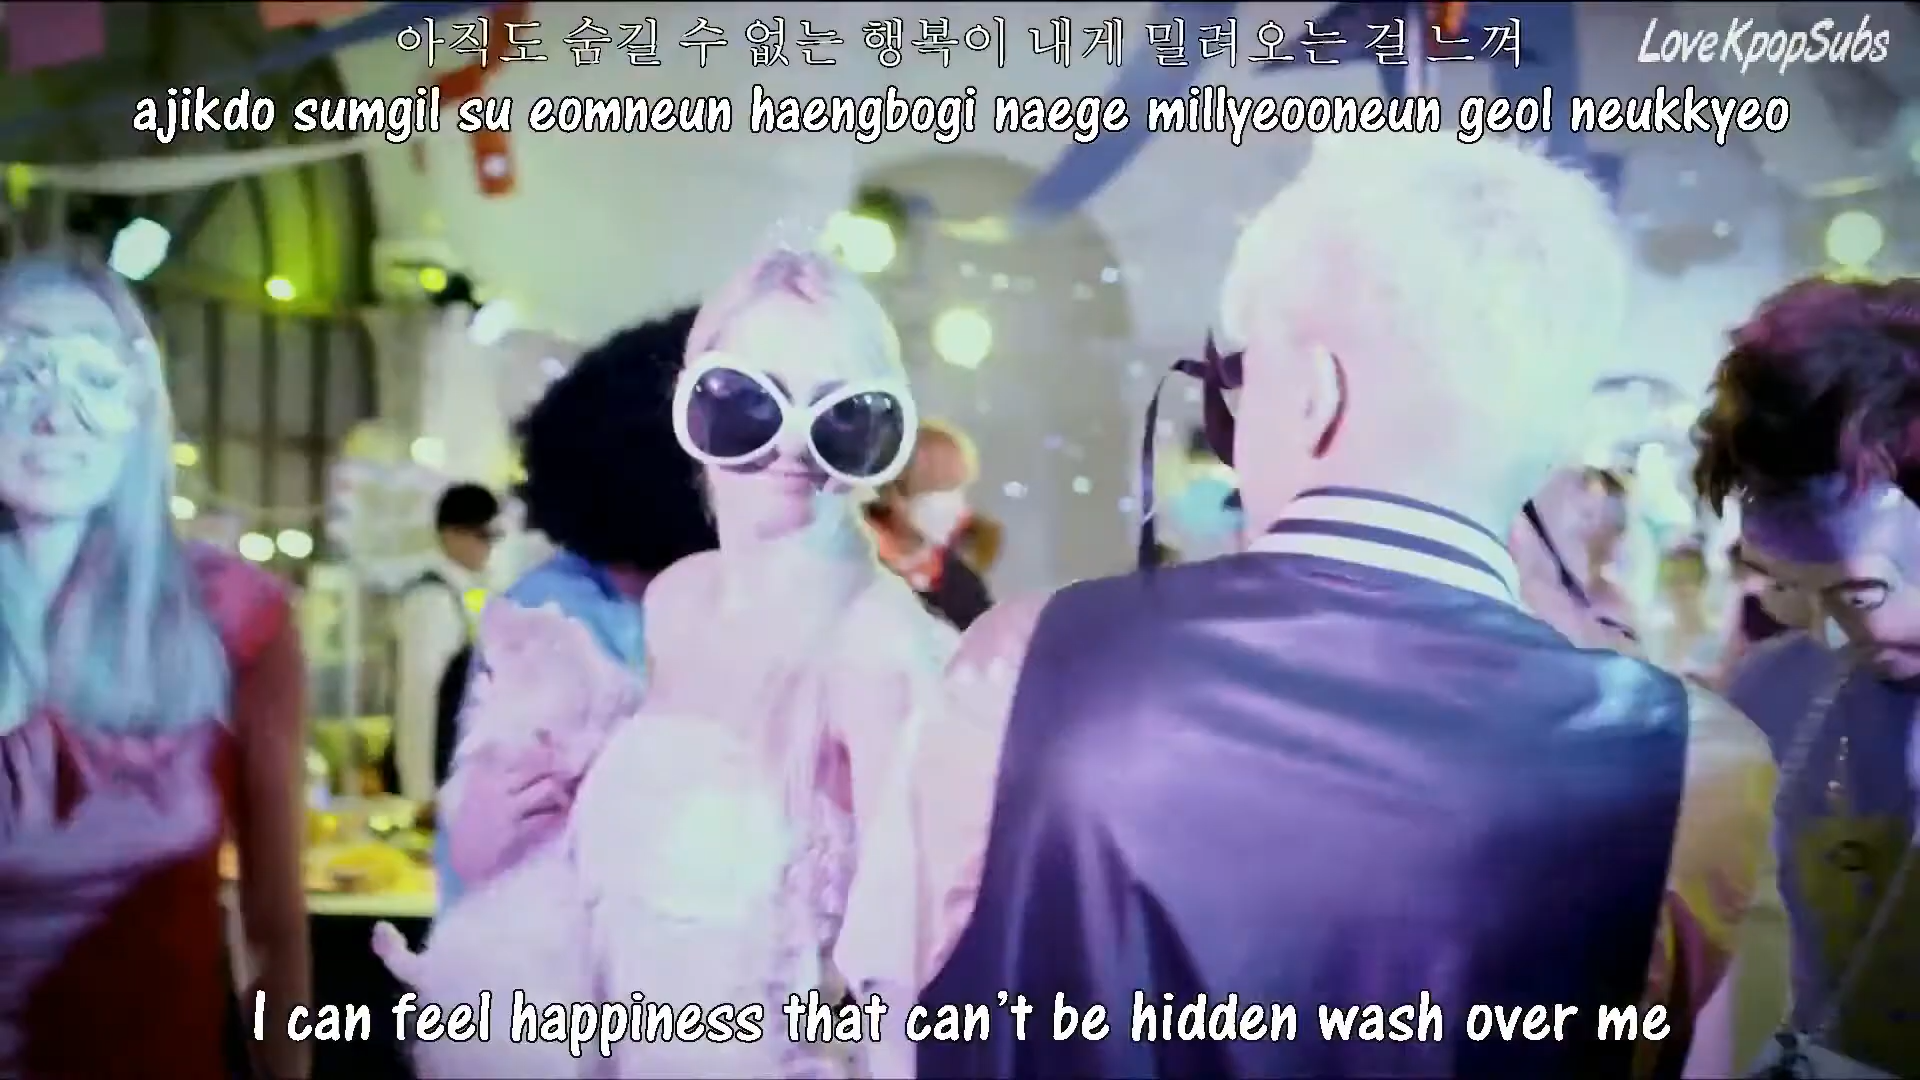 아직도 숨길 수 없는 행복이 내게 밀려오는 걸 느껴
LoveKpopSubs
ajikdo sumgil su eomneun haengbogi naege millyeooneun geol neukkyeo
I can feel happiness that can't be hidden wash over me